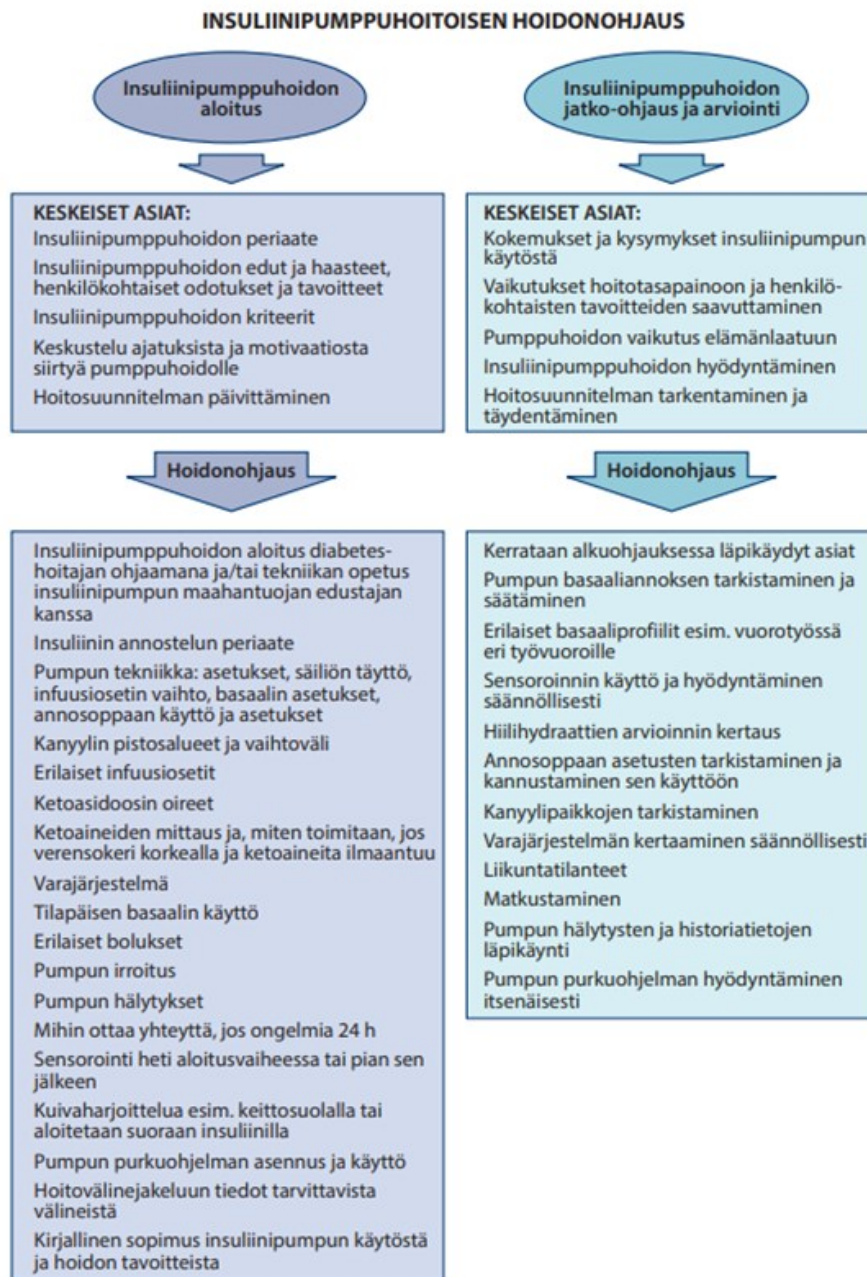 INSULIINIPUMPPUHOITOISEN HOIDONOHJAUS
Insuliinipumppuhoidon
aloitus
KESKEISET ASIAT:
Insuliinipumppuhoidon periaate
Insuliinipumppuhoidon edut ja haasteet,
henkilökohtaiset odotukset ja tavoitteet
Insuliinipumppuhoidon kriteerit
Keskustelu ajatuksista ja motivaatiosta
siirtyä pumppuhoidolle
Hoitosuunnitelman päivittäminen
Hoidonohjaus
Insuliinipumppuhoidon aloitus diabetes-
hoitajan ohjaamana ja/tai tekniikan opetus
insuliinipumpun maahantuojan edustajan
kanssa
Insuliinin annostelun periaate
Pumpun tekniikka: asetukset, säiliön täyttö,
infuusiosetin vaihto, basaalin asetukset,
annosoppaan käyttö ja asetukset
Kanyylin pistosalueet ja vaihtoväli
Erilaiset infuusiosetit
Ketoasidoosin oireet
Ketoaineiden mittaus ja, miten toimitaan, jos
verensokeri korkealla ja ketoaineita ilmaantuu
Varajärjestelmä
Tilapäisen basaalin käyttö
Erilaiset bolukset
Pumpun irroitus
Pumpun hälytykset
Mihin ottaa yhteyttä, jos ongelmia 24 h
Sensorointi heti aloitusvaiheessa tai pian sen
jälkeen
Kuivaharjoittelua esim. keittosuolalla tai
aloitetaan suoraan insuliinilla
Pumpun purkuohjelman asennus ja käyttö
Hoitovälinejakeluun tiedot tarvittavista
välineistä
Kirjallinen sopimus insuliinipumpun käytöstä
ja hoidon tavoitteista
Insuliinipumppuhoidon
jatko-ohjaus ja arviointi
KESKEISET ASIAT:
Kokemukset ja kysymykset insuliinipumpun
käytöstä
Vaikutukset hoitotasapainoon ja henkilö-
kohtaisten tavoitteiden saavuttaminen
Pumppuhoidon vaikutus elämänlaatuun
Insuliinipumppuhoidon hyödyntäminen
Hoitosuunnitelman tarkentaminen ja
täydentäminen
Hoidonohjaus
Kerrataan alkuohjauksessa läpikäydyt asiat
Pumpun basaaliannoksen tarkistaminen ja
säätäminen
Erilaiset basaaliprofiilit esim. vuorotyössä
eri työvuoroille
Sensoroinnin käyttö ja hyödyntäminen
säännöllisesti
Hiilihydraattien arvioinnin kertaus
Annosoppaan asetusten tarkistaminen ja
kannustaminen sen käyttöön
Kanyylipaikkojen tarkistaminen
Varajärjestelmän kertaaminen säännöllisesti
Liikuntatilanteet
Matkustaminen
Pumpun hälytysten ja historiatietojen
läpikäynti
Pumpun purkuohjelman hyödyntäminen
itsenäisesti